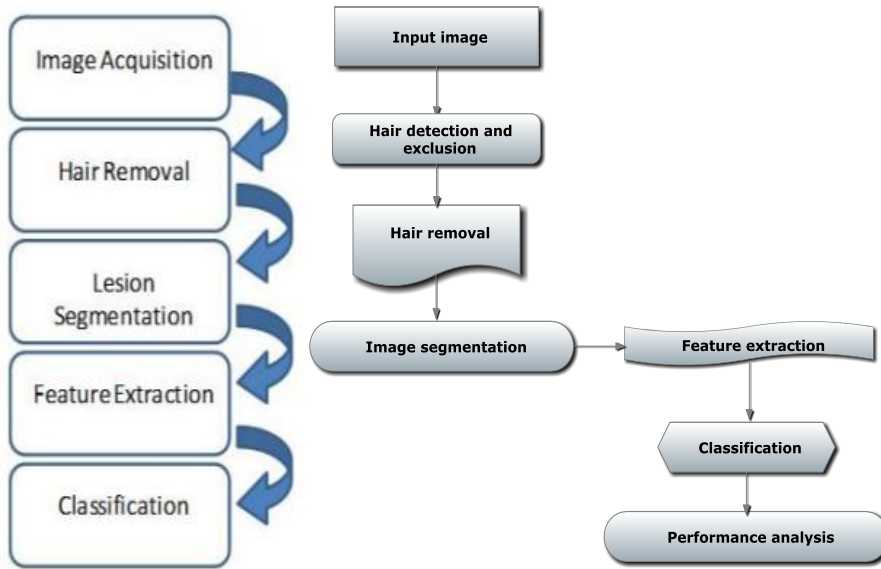 Image Acquisition
Hair Removal
Lesion
Segmentation
Feature Extraction
Classification
Input image
Hair detection and
exclusion
Hair removal
Image segmentation
Feature extraction
Classification
Performance analysis